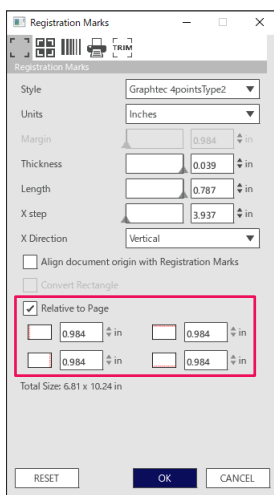 Registration Marks
TRIM
Registration Marks
Style Graphtec 4pointsType2
Units Inches
Margin 0.984 in
Thickness 0.039 in
Length 0.787 in
X step 3.937 in
X Direction Vertical
Align document origin with Registration Marks
Convert Rectangle
Relative to Page
0.984 in 0.984 in
0.984 in 0.984 in
Total Size: 6.81 x 10.24 in
RESET OK CANCEL